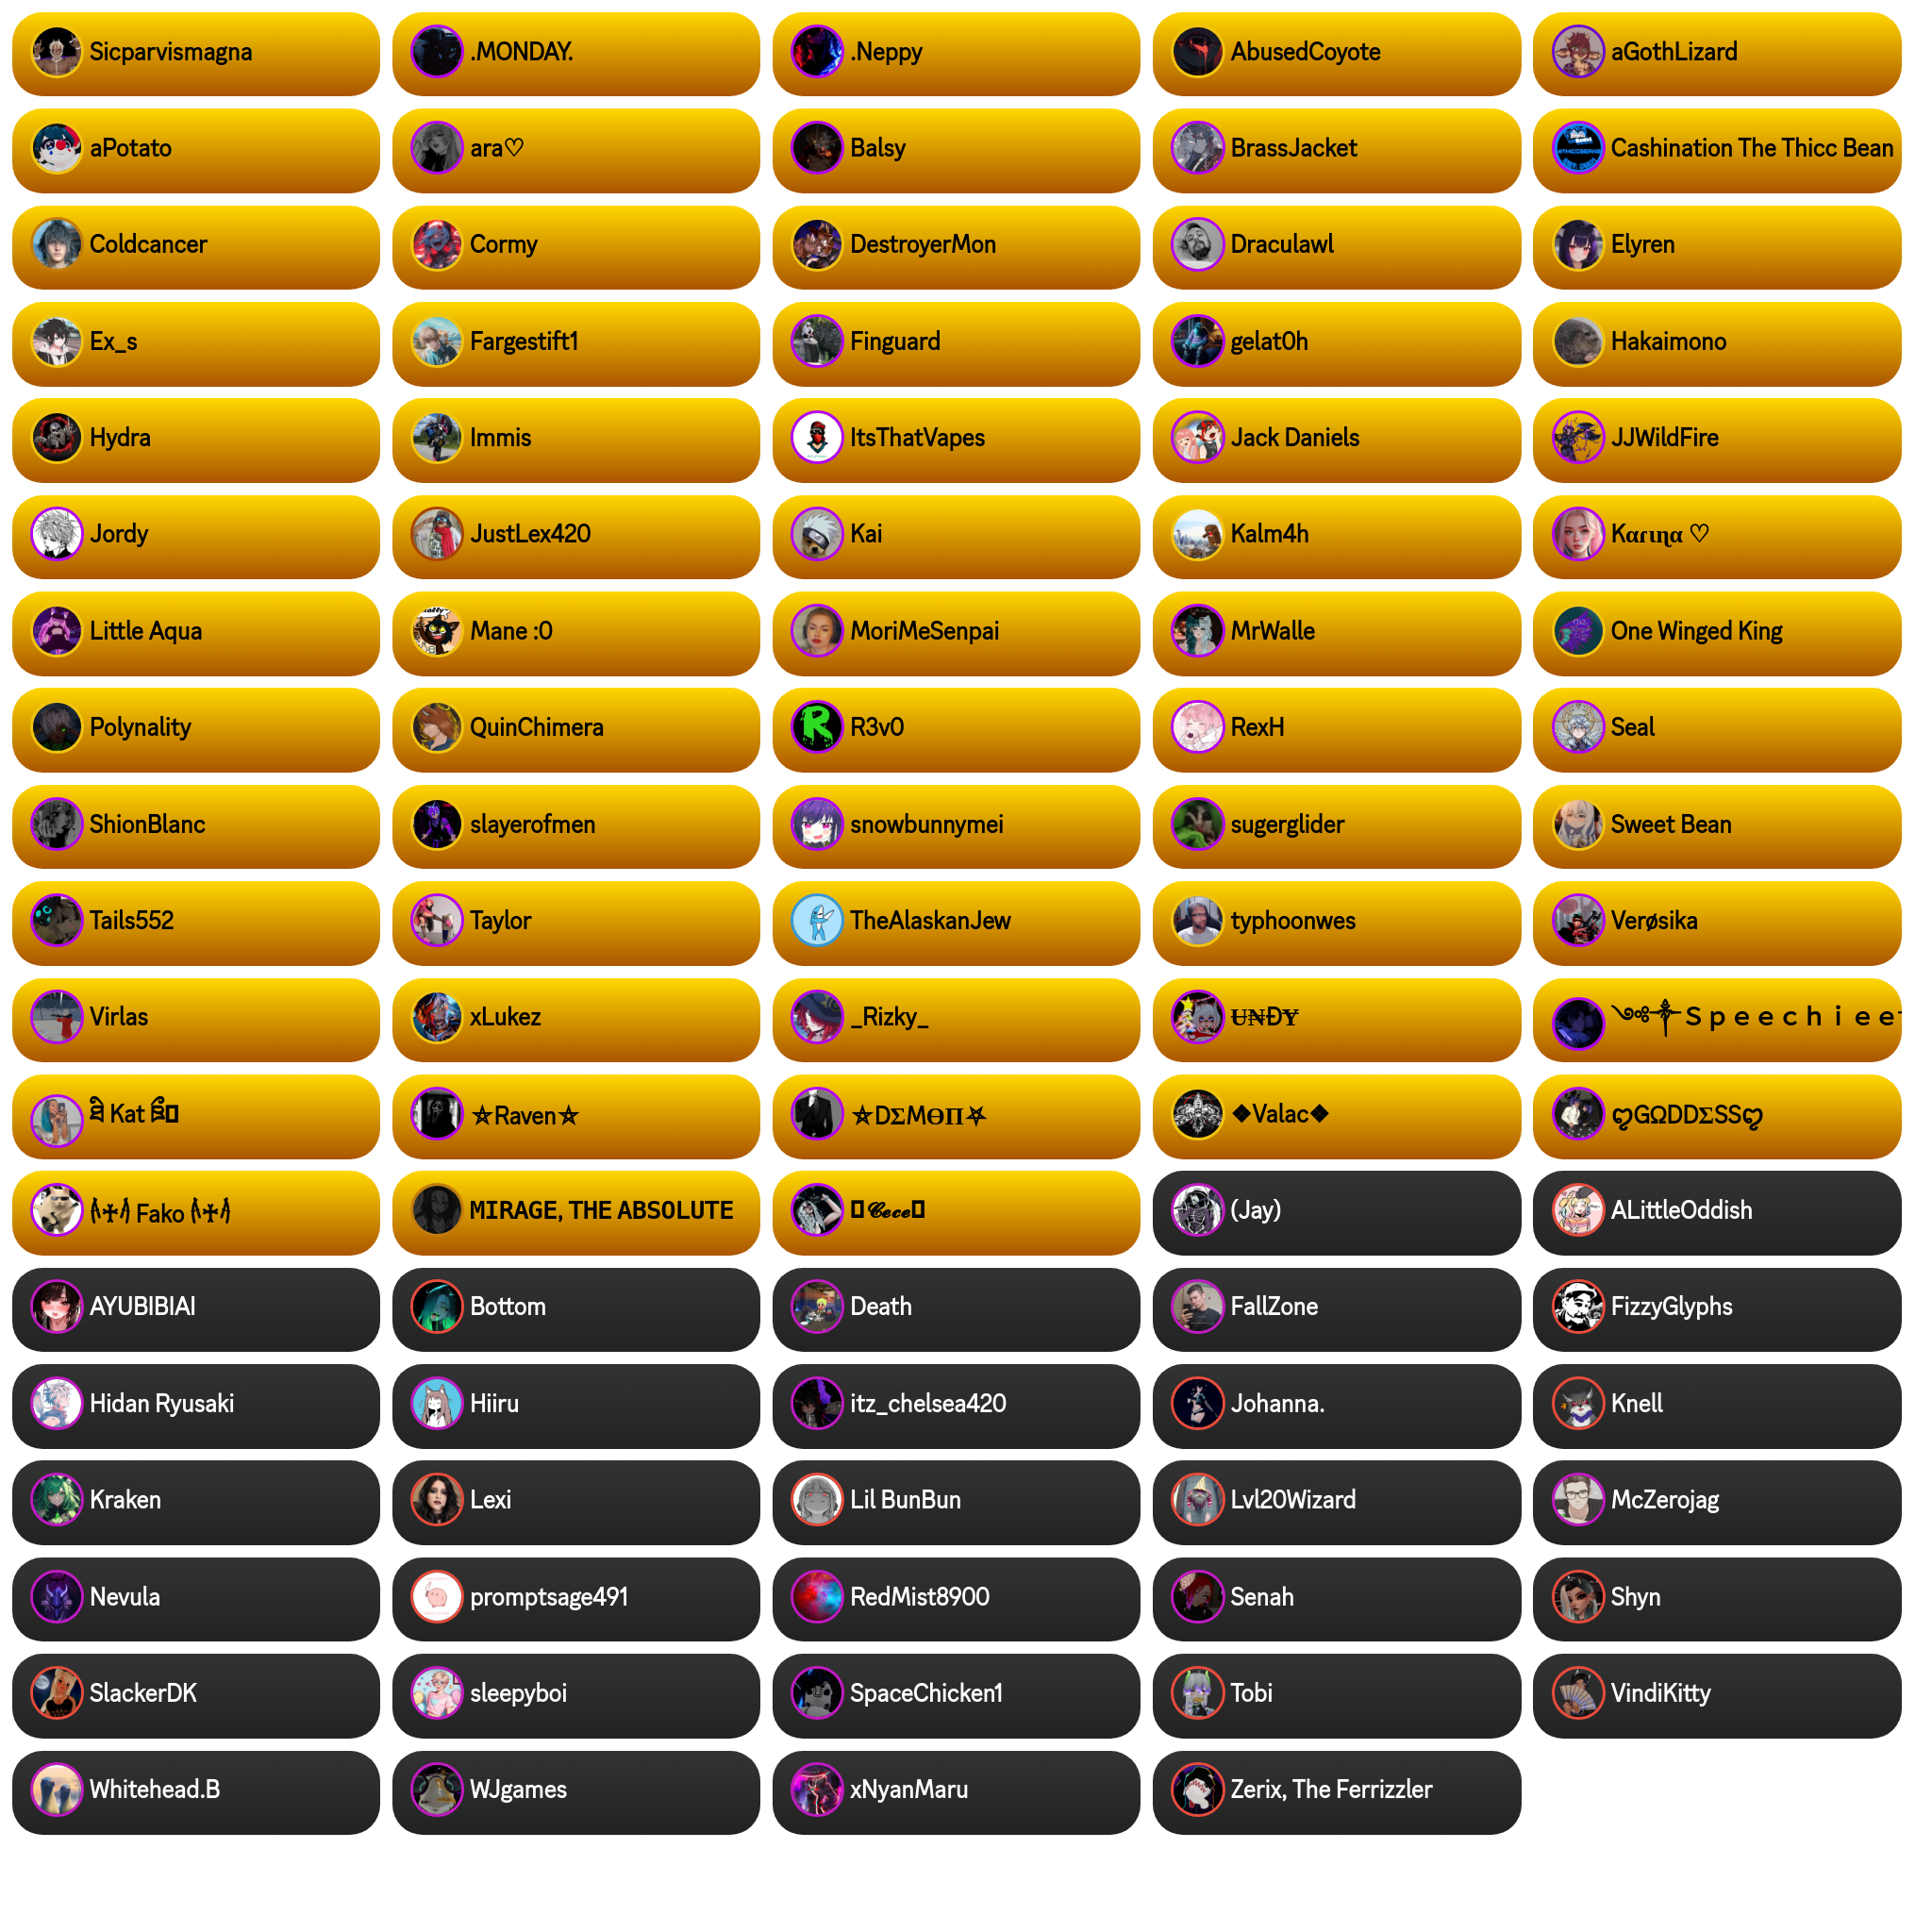 Sicparvismagna
.MONDAY.
.Neppy
AbusedCoyote
aGothLizard
aPotato
ara♡
Balsy
BrassJacket
Cashination The Thicc Bean
Coldcancer
Cormy
DestroyerMon
Draculawl
Elyren
Ex_s
Fargestift1
Finguard
gelat0h
Hakaimono
Hydra
Immis
ItsThatVapes
Jack Daniels
JJWildFire
Jordy
JustLex420
Kai
Kalm4h
Kαɾιɳα ♡
Little Aqua
Mane :0
MoriMeSenpai
MrWalle
One Winged King
Polynality
QuinChimera
R3v0
RexH
Seal
ShionBlanc
slayerofmen
snowbunnymei
sugerglider
Sweet Bean
Tails552
Taylor
TheAlaskanJew
typhoonwes
Verøsika
Virlas
xLukez
_Rizky_
U̶N̶ĐY̶
༺༒Ｓｐｅｅｃｈｉｅｅ
Kat
⛤Raven⛤
⛤DΣMӨП⛧
❖Valac❖
ღGΩDDΣSSღ
Fako
MIRAGE, THE ABSOLUTE
𝓒𝓮𝓬𝓮
(Jay)
ALittleOddish
AYUBIBIAI
Bottom
Death
FallZone
FizzyGlyphs
Hidan Ryusaki
Hiiru
itz_chelsea420
Johanna.
Knell
Kraken
Lexi
Lil BunBun
Lvl20Wizard
McZerojag
Nevula
promptsage491
RedMist8900
Senah
Shyn
SlackerDK
sleepyboi
SpaceChicken1
Tobi
VindiKitty
Whitehead.B
WJgames
xNyanMaru
Zerix, The Ferrizzler